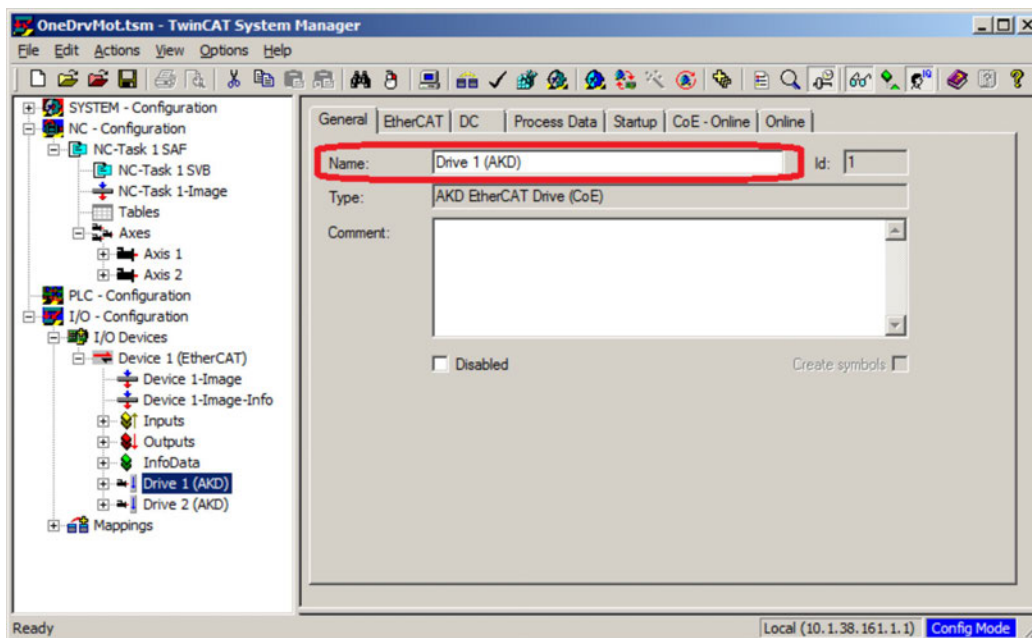 OneDrvMot.tsm - TwinCAT System Manager
File Edit Actions View Options Help
SYSTEM - Configuration
NC - Configuration
NC-Task 1 SAF
NC-Task 1 SVB
NC-Task 1-Image
Tables
Axes
Axis 1
Axis 2
PLC - Configuration
I/O - Configuration
I/O Devices
Device 1 (EtherCAT)
Device 1-Image
Device 1-Image-Info
Inputs
Outputs
InfoData
Drive 1 (AKD)
Drive 2 (AKD)
Mappings
General EtherCAT DC Process Data Startup CoE - Online Online
Name: Drive 1 (AKD) Id: 1
Type: AKD EtherCAT Drive (CoE)
Comment:
Disabled Create symbols
Ready Local (10.1.38.161.1.1) Config Mode